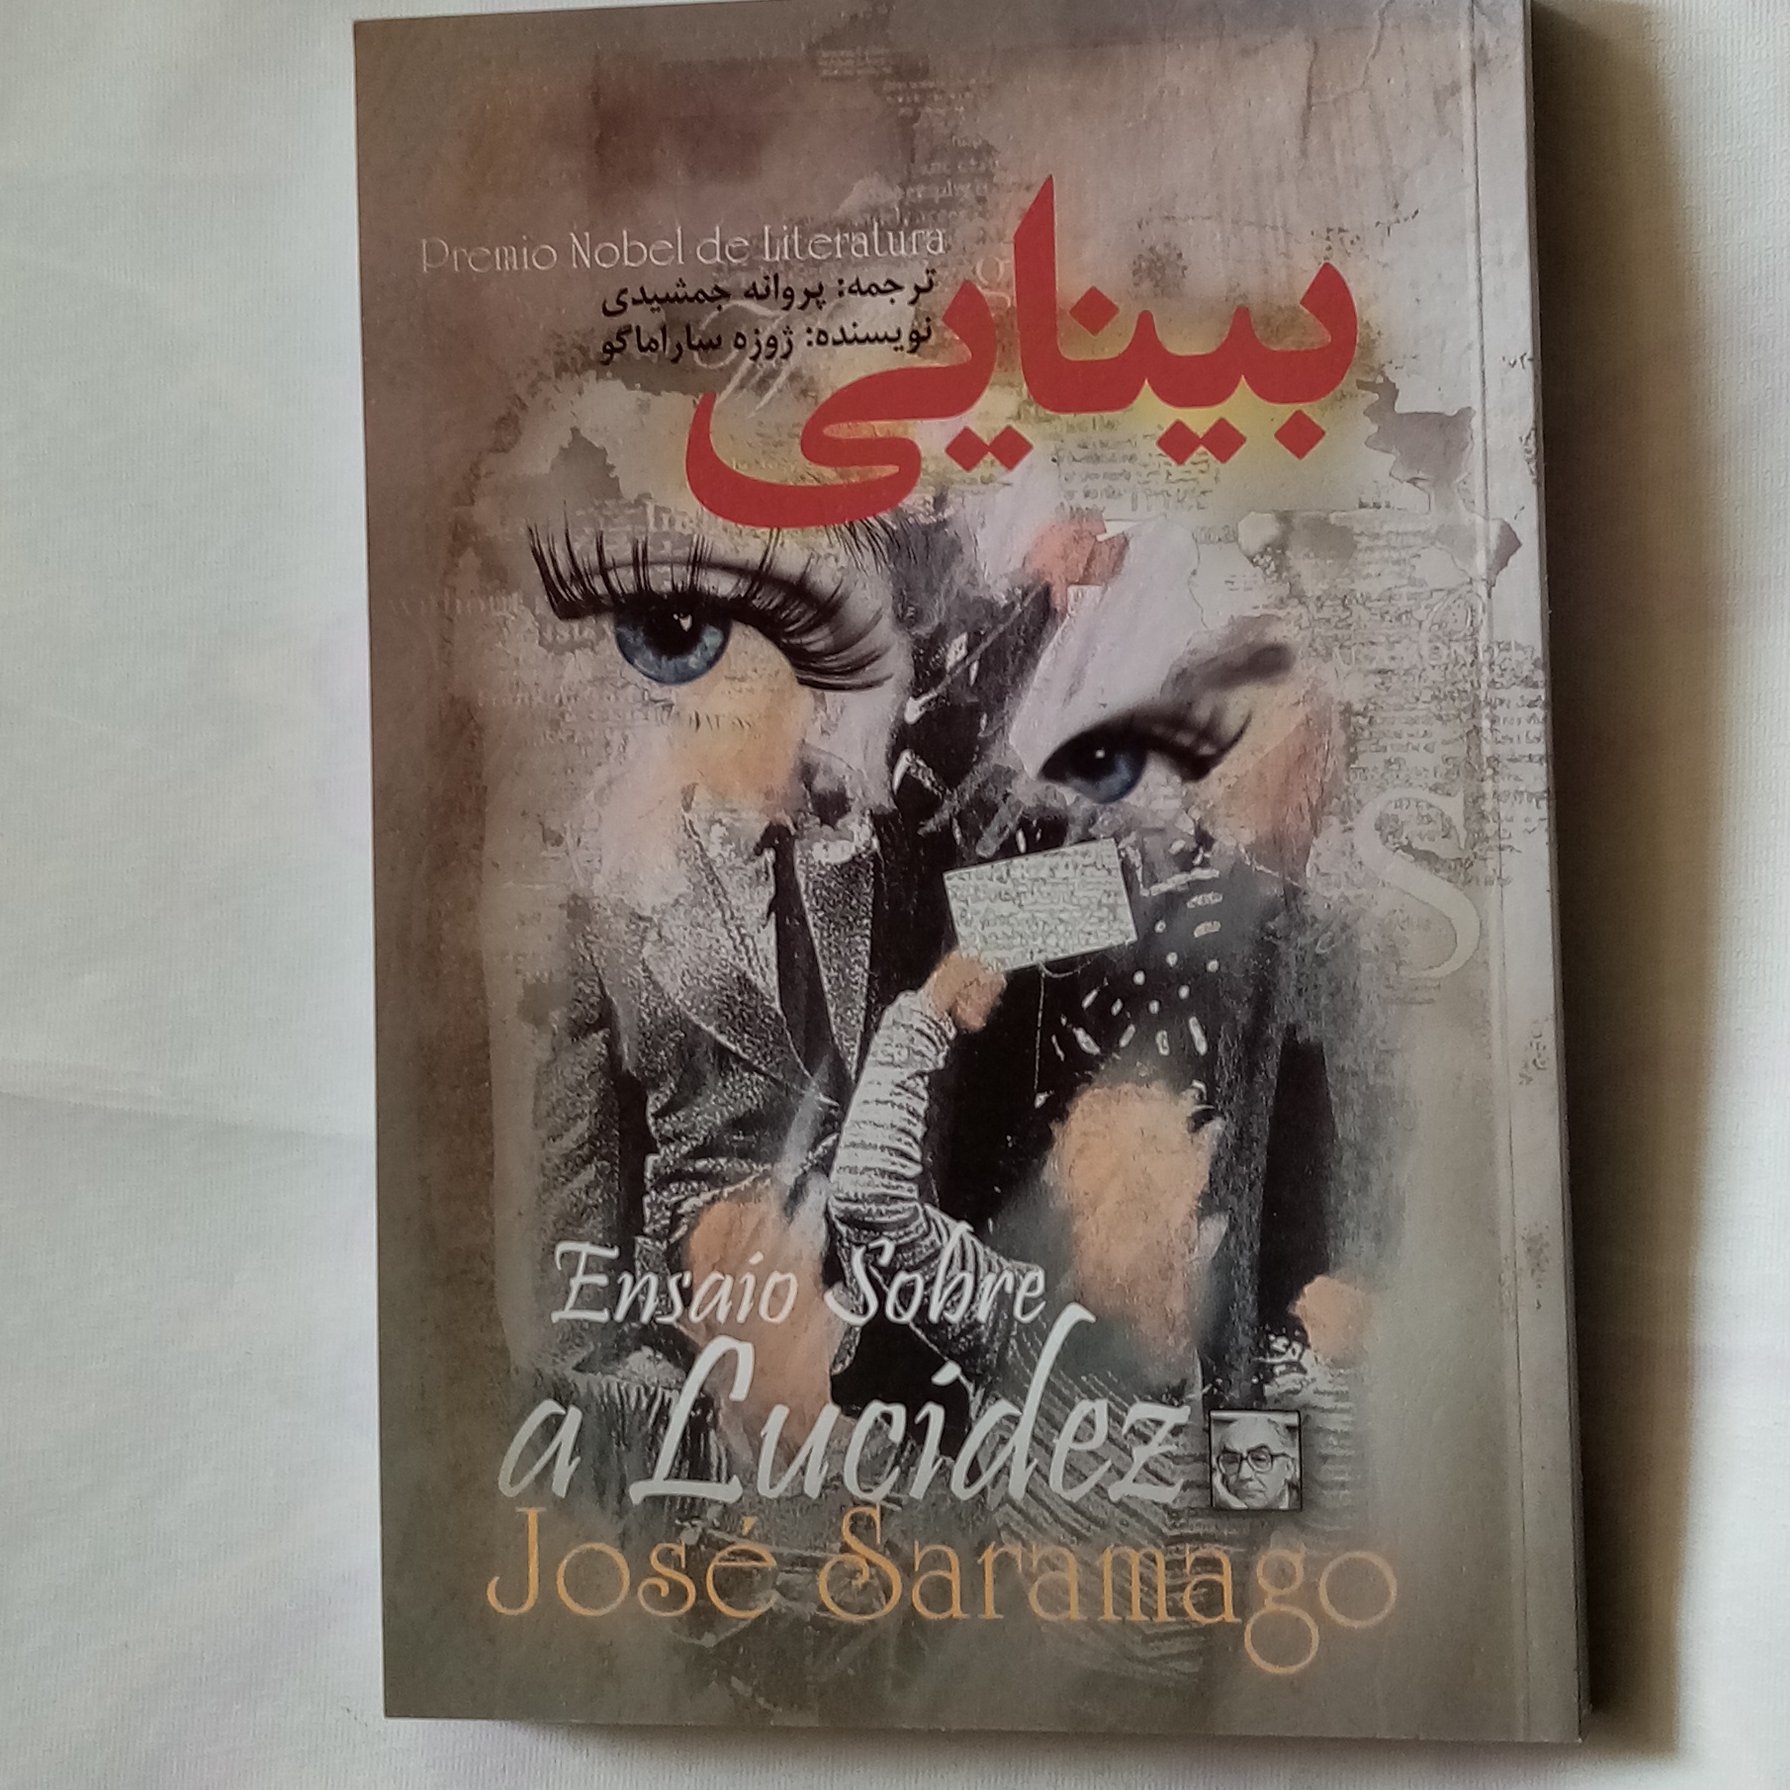 Premio Nobel de Literatura
ترجمه: پروانه جمشیدی
نویسنده: ژوزه ساراماگو
بینایی
Ensaio Sobre
a Lucidez
José Saramago